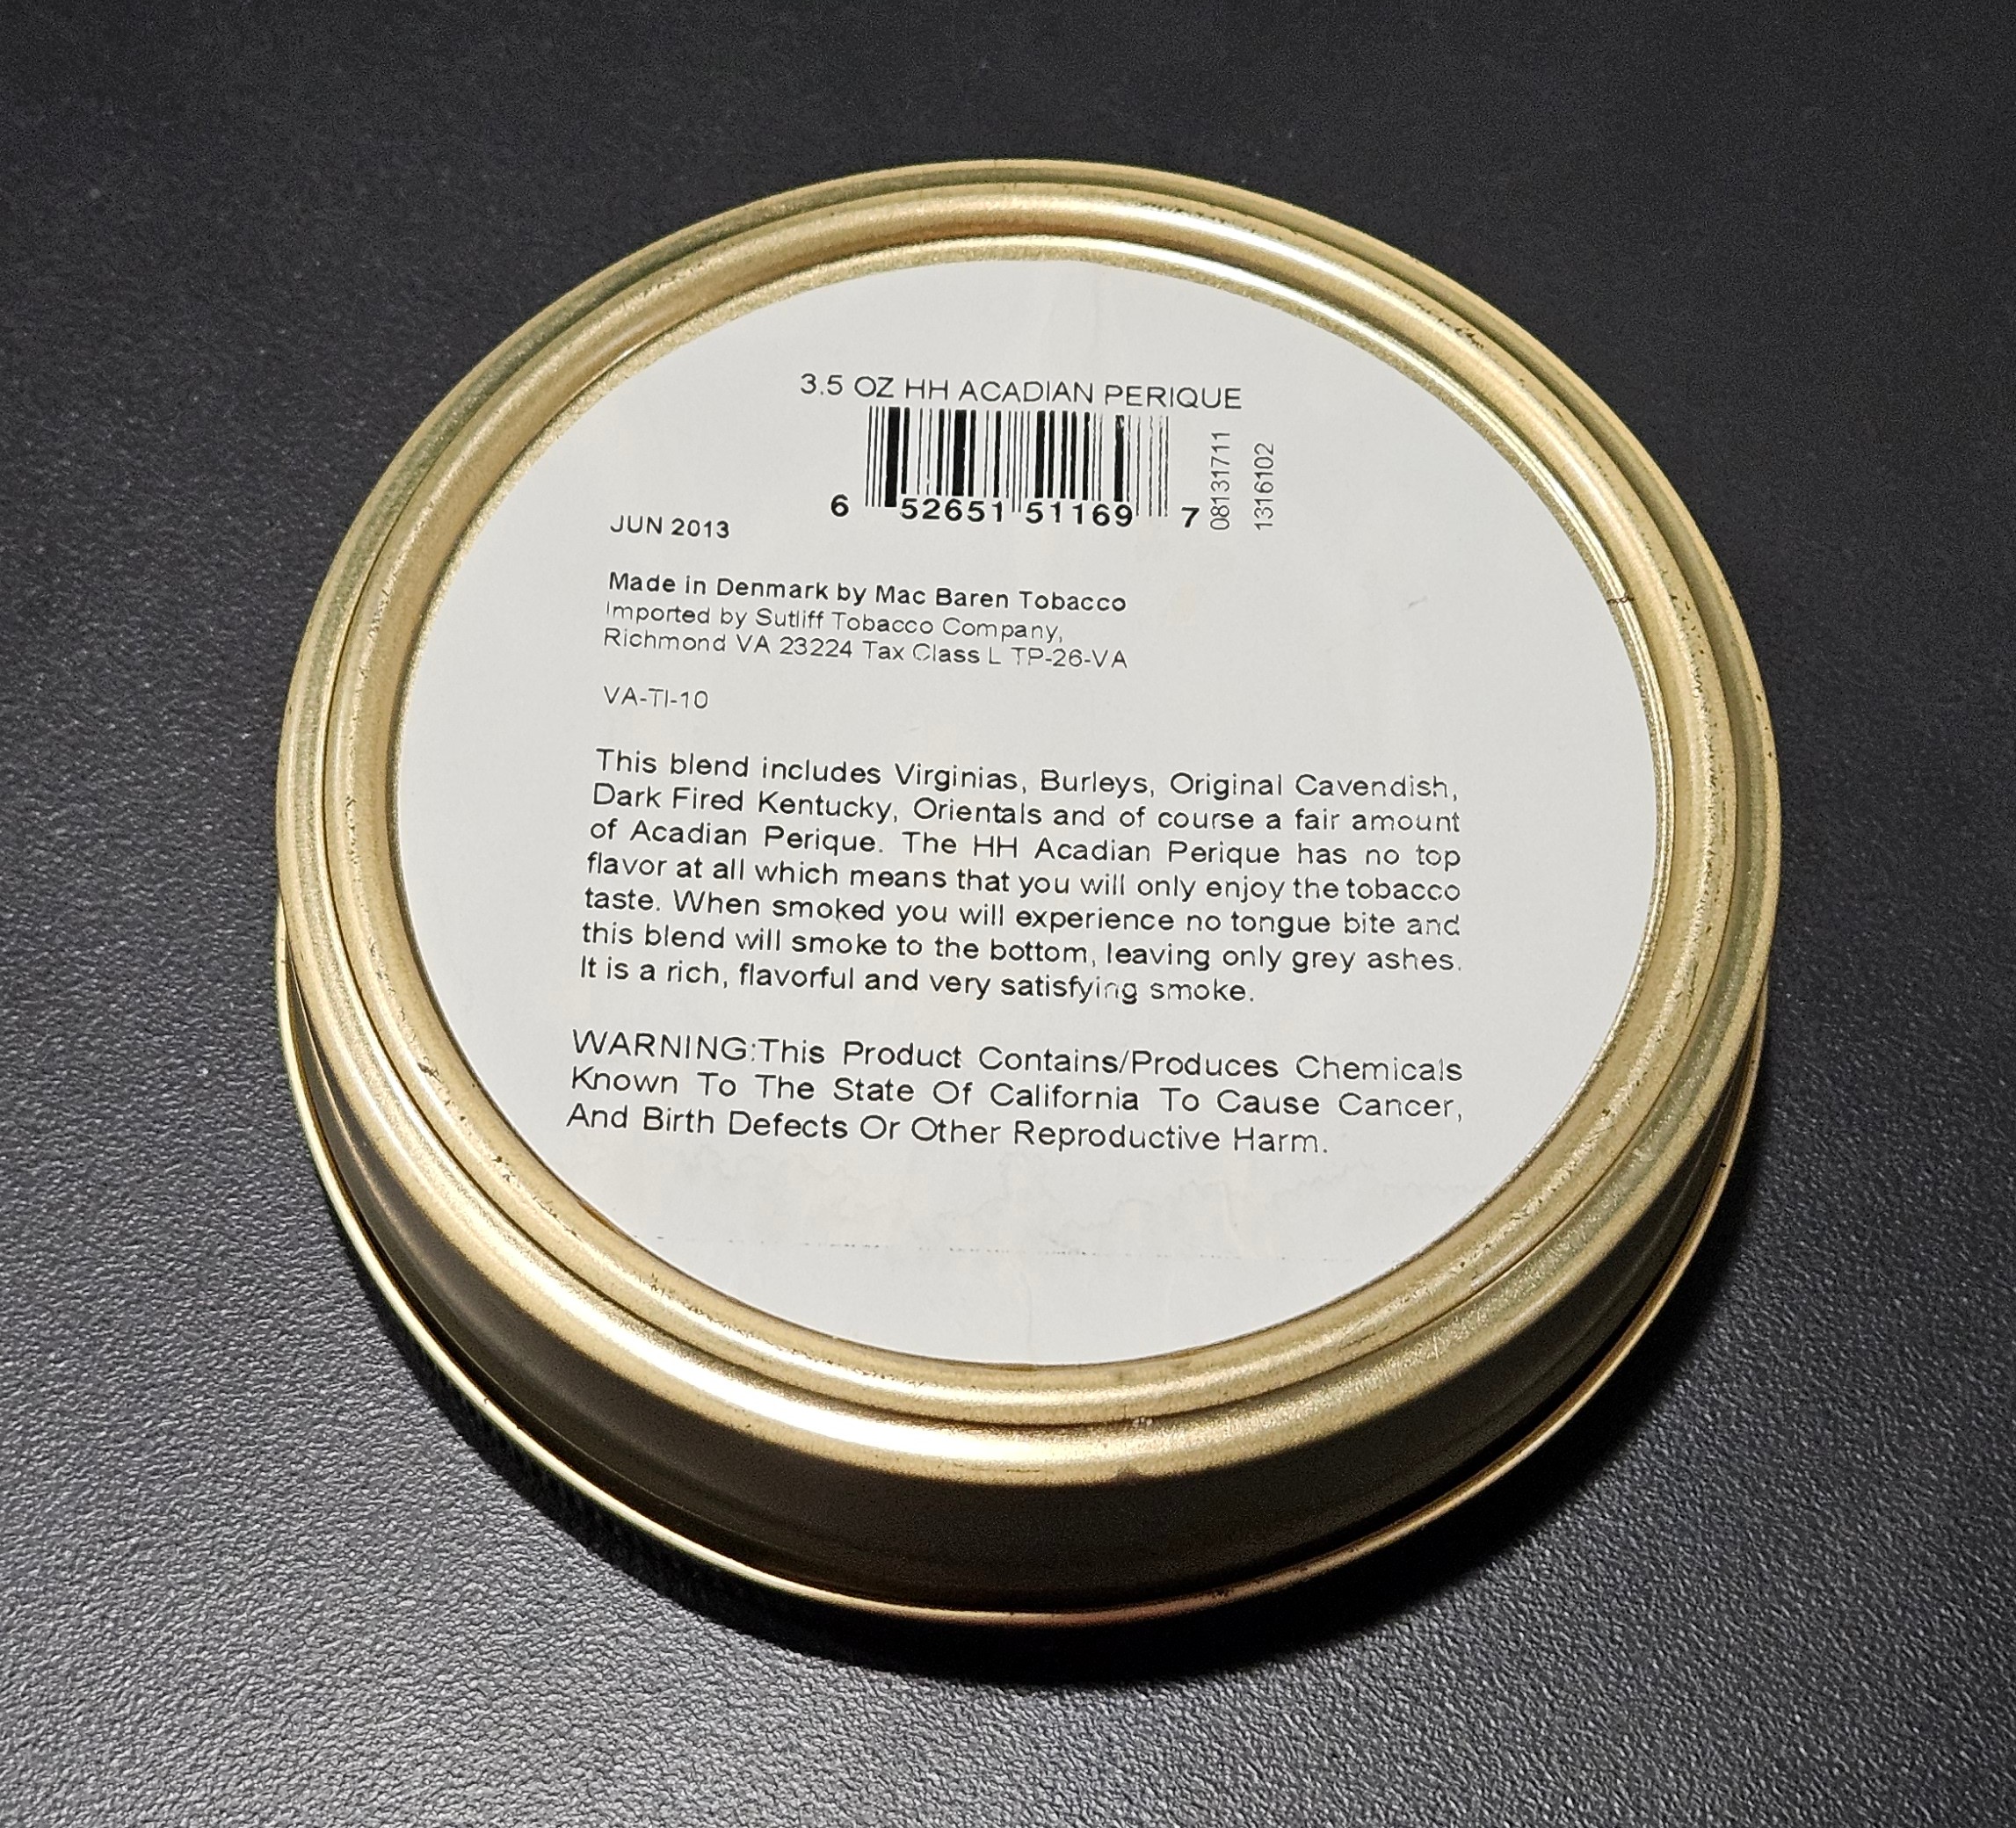 3.5 OZ HH ACADIAN PERIQUE
6 52651 51169 7
08131711
1316102
JUN 2013
Made in Denmark by Mac Baren Tobacco
Imported by Sutliff Tobacco Company,
Richmond VA 23224 Tax Class L TP-26-VA
VA-TI-10
This blend includes Virginias, Burleys, Original Cavendish,
Dark Fired Kentucky, Orientals and of course a fair amount
of Acadian Perique. The HH Acadian Perique has no top
flavor at all which means that you will only enjoy the tobacco
taste. When smoked you will experience no tongue bite and
this blend will smoke to the bottom, leaving only grey ashes.
It is a rich, flavorful and very satisfying smoke.
WARNING:This Product Contains/Produces Chemicals
Known To The State Of California To Cause Cancer,
And Birth Defects Or Other Reproductive Harm.